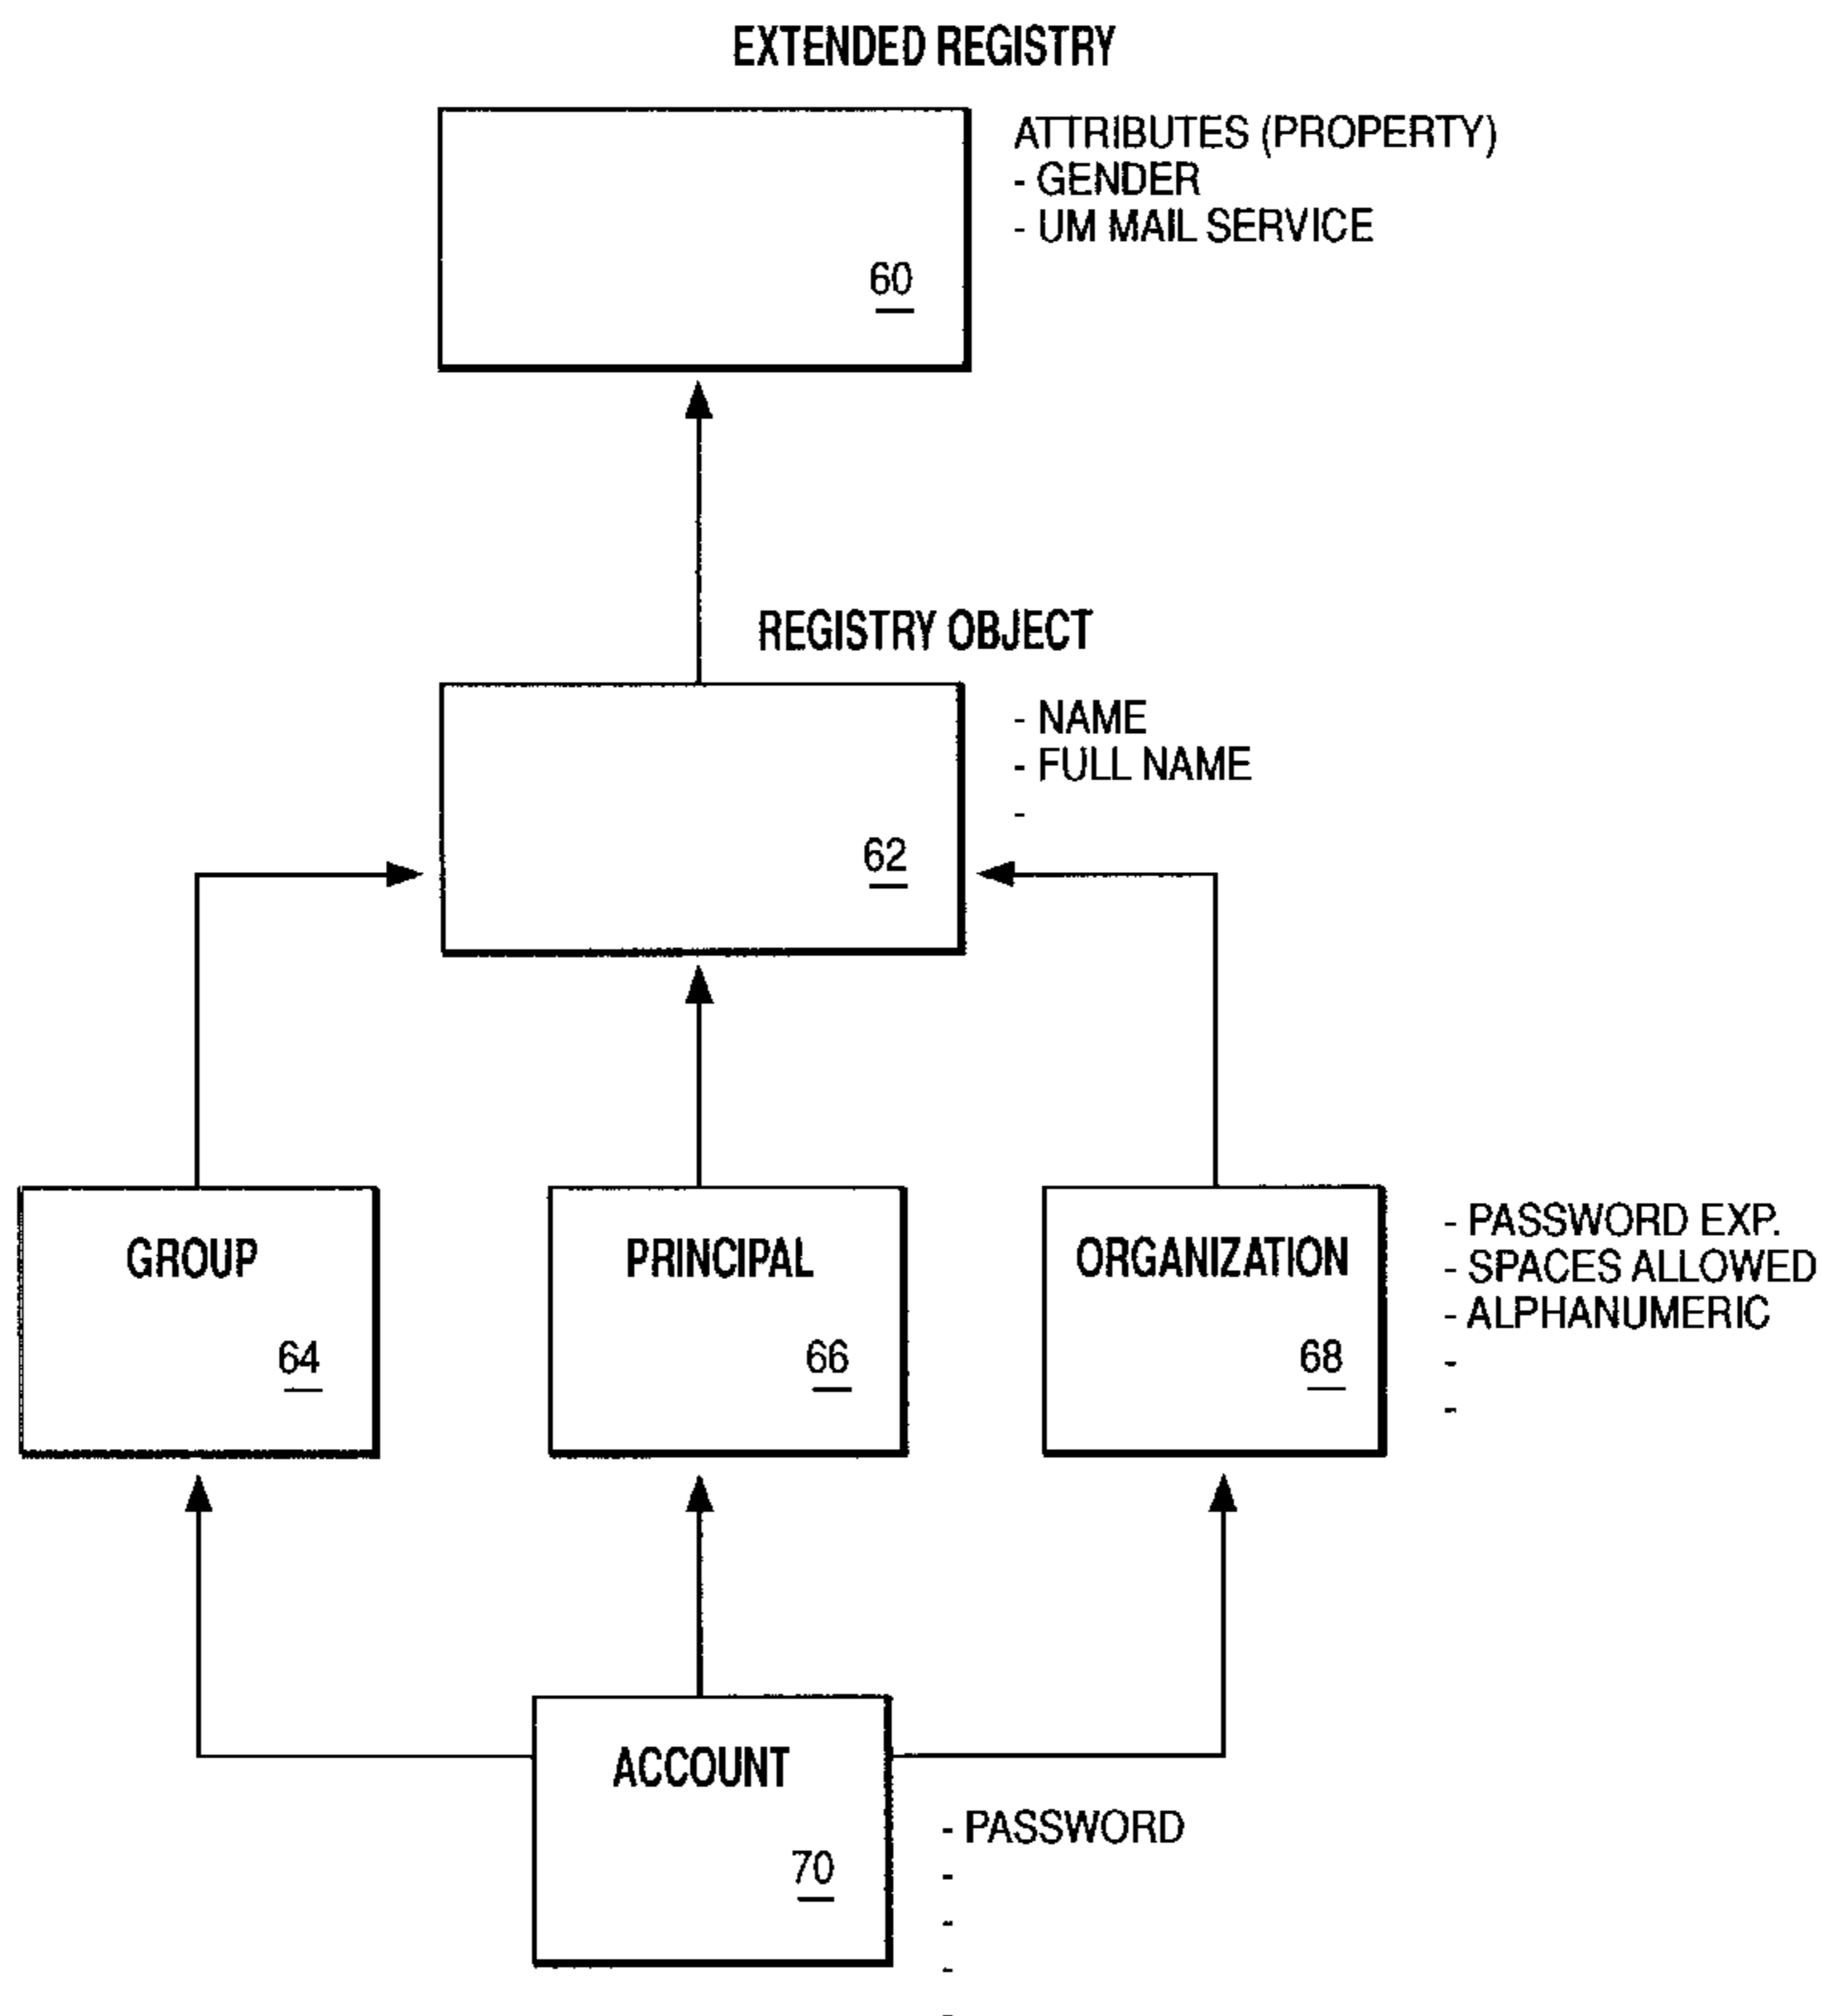 EXTENDED REGISTRY
ATTRIBUTES (PROPERTY)
- GENDER
- UM MAIL SERVICE
60
REGISTRY OBJECT
- NAME
- FULL NAME
-
62
GROUP
64
PRINCIPAL
66
ORGANIZATION
68
- PASSWORD EXP.
- SPACES ALLOWED
- ALPHANUMERIC
-
-
ACCOUNT
70
- PASSWORD
-
-
-
-